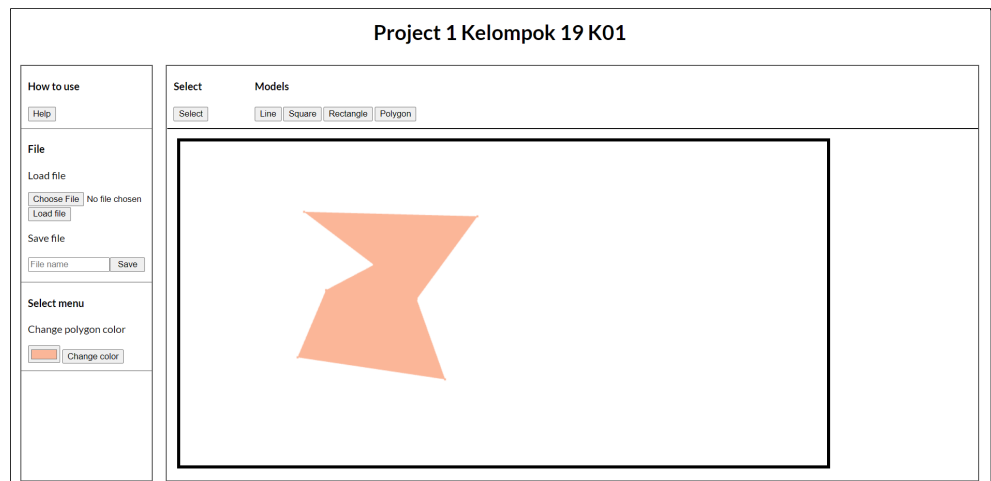 Project 1 Kelompok 19 K01
How to use
Help
File
Load file
Choose File No file chosen
Load file
Save file
File name Save
Select menu
Change polygon color
Change color
Select Models
Select Line Square Rectangle Polygon